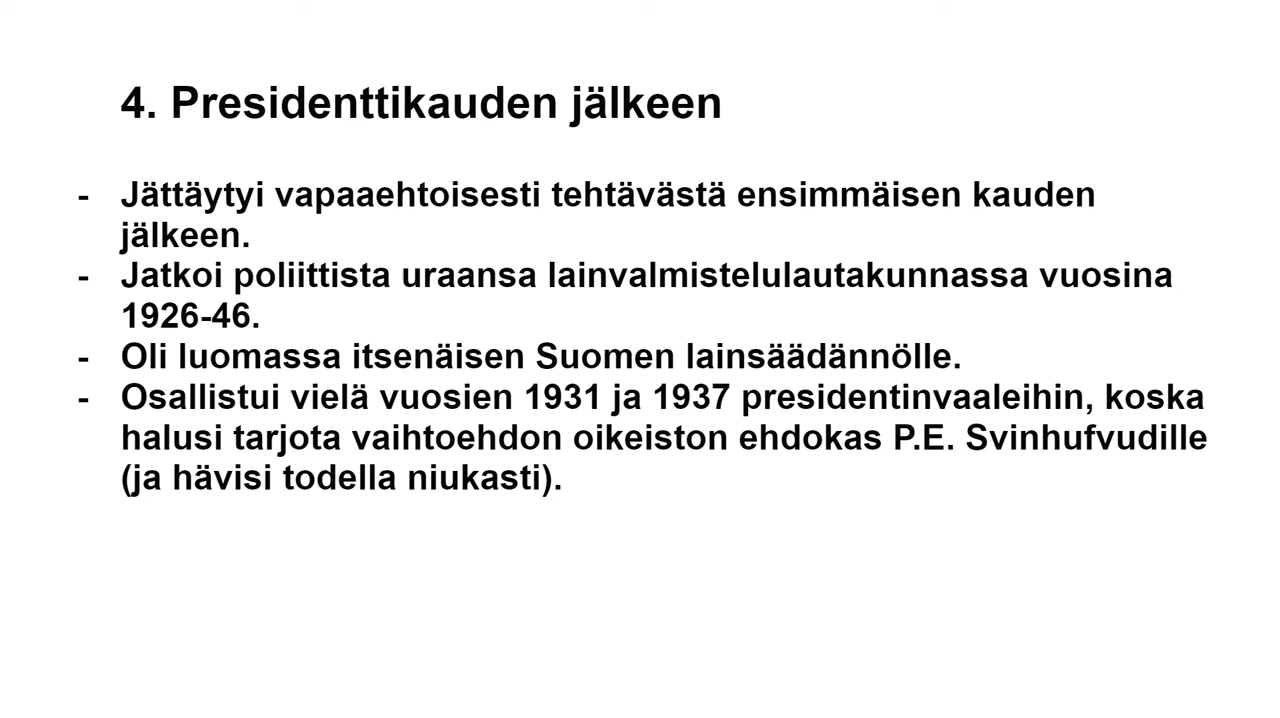 4. Presidenttikauden jälkeen
- Jättäytyi vapaaehtoisesti tehtävästä ensimmäisen kauden
jälkeen.
- Jatkoi poliittista uraansa lainvalmistelulautakunnassa vuosina
1926-46.
- Oli luomassa itsenäisen Suomen lainsäädännölle.
- Osallistui vielä vuosien 1931 ja 1937 presidentinvaaleihin, koska
halusi tarjota vaihtoehdon oikeiston ehdokas P.E. Svinhufvudille
(ja hävisi todella niukasti).